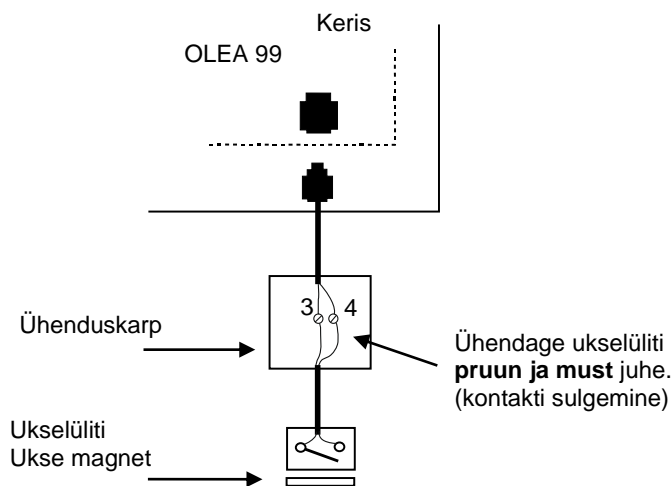 Keris
OLEA 99
3 4
Ühenduskarp
Ühendage ukselüliti
pruun ja must juhe.
(kontakti sulgemine)
Ukselüliti
Ukse magnet